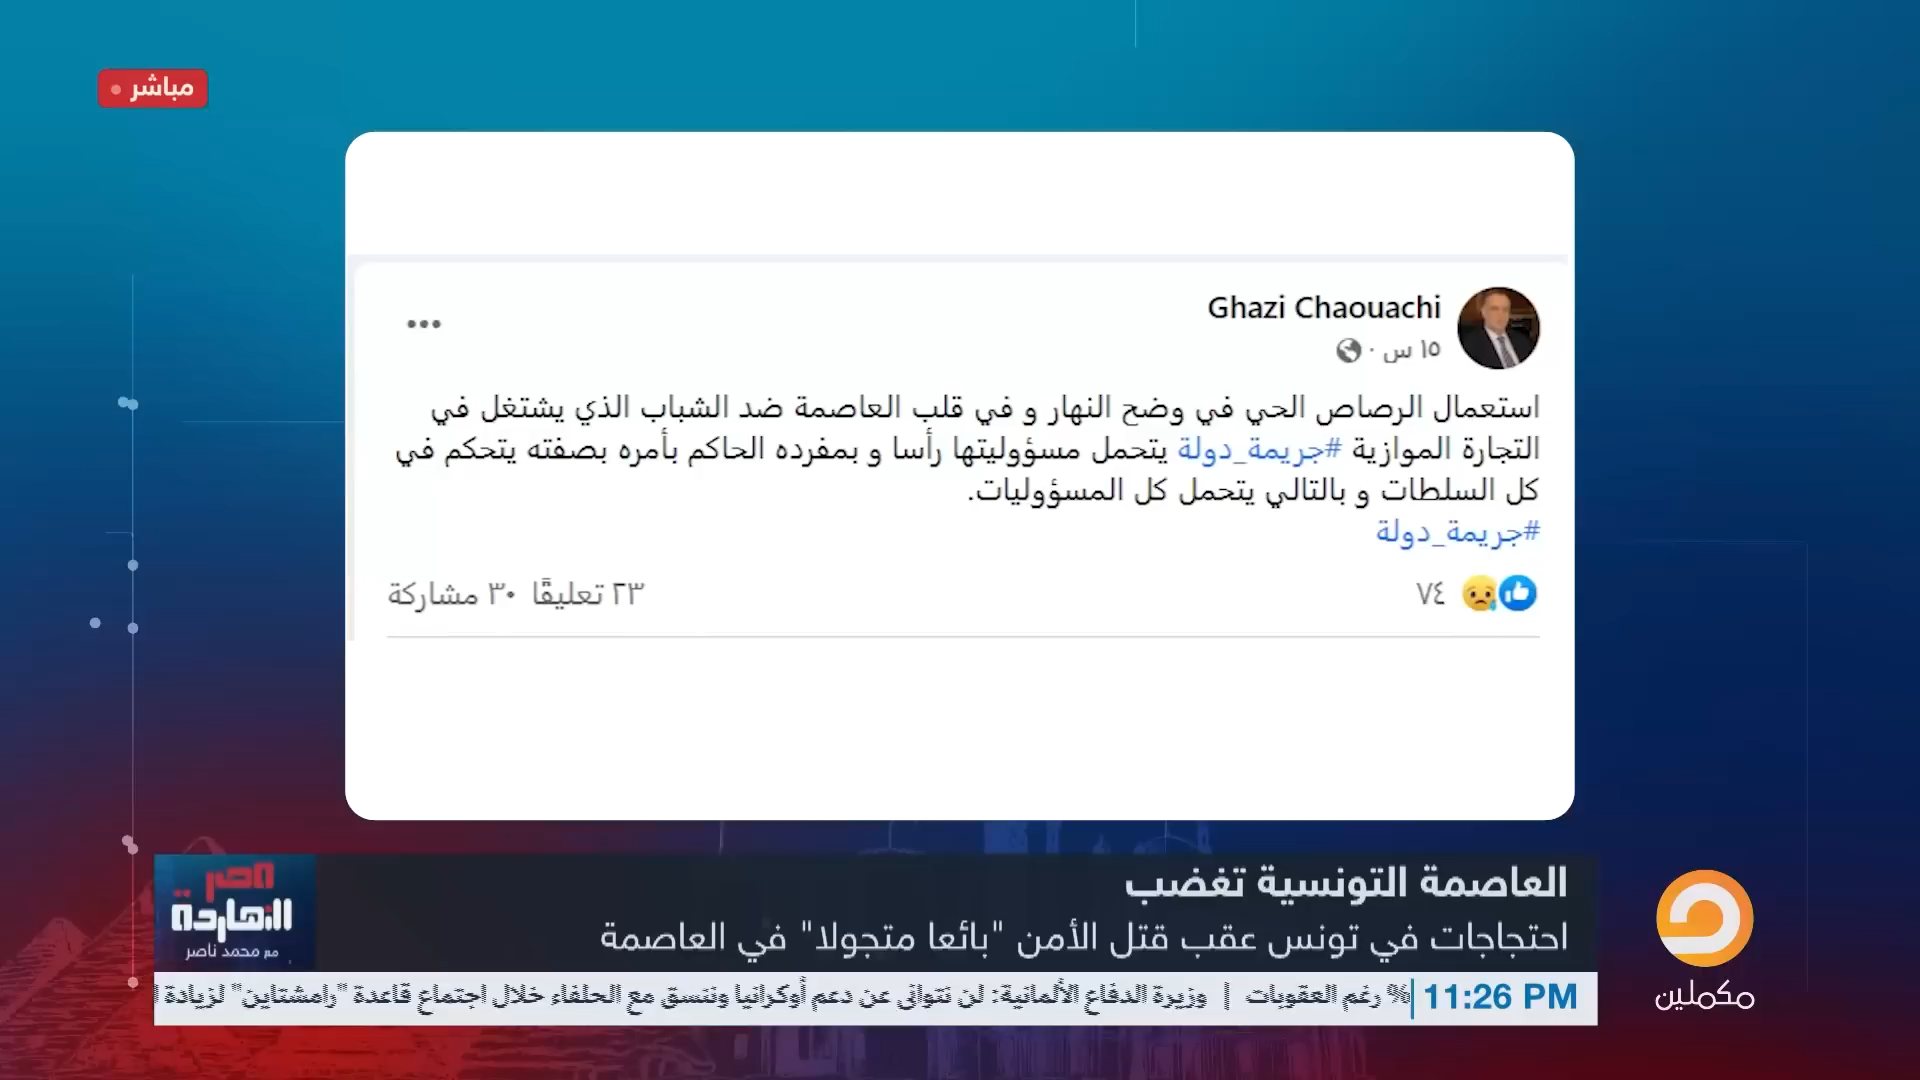 مباشر
Ghazi Chaouachi
١٥ س ·
استعمال الرصاص الحي في وضح النهار و في قلب العاصمة ضد الشباب الذي يشتغل في
التجارة الموازية #جريمة_دولة يتحمل مسؤوليتها رأسا و بمفرده الحاكم بأمره بصفته يتحكم في
كل السلطات و بالتالي يتحمل كل المسؤوليات.
#جريمة_دولة
٧٤
٢٣ تعليقًا ٣٠ مشاركة
العاصمة التونسية تغضب
احتجاجات في تونس عقب قتل الأمن "بائعا متجولا" في العاصمة
مصر
النهاردة
مع محمد ناصر
11:26 PM
% رغم العقوبات | وزيرة الدفاع الألمانية: لن نتوانى عن دعم أوكرانيا وننسق مع الحلفاء خلال اجتماع قاعدة "رامشتاين" لزيادة
مكملين